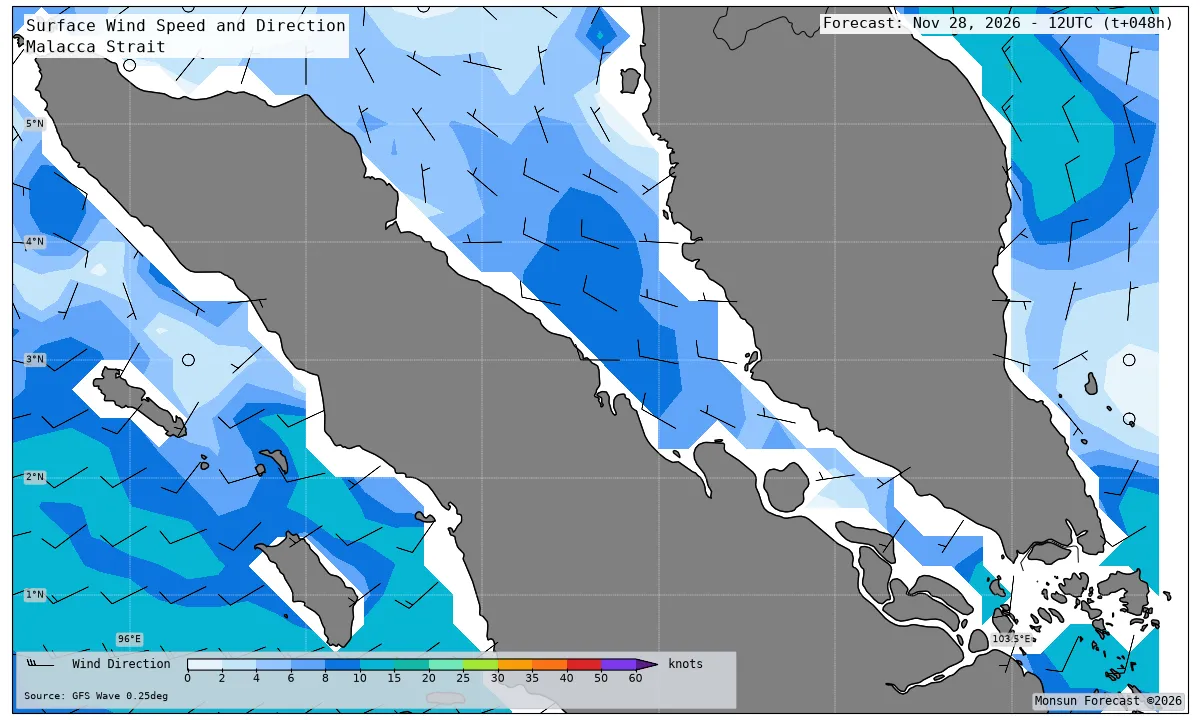 Surface Wind Speed and Direction
Malacca Strait
Forecast: Nov 28, 2026 - 12UTC (t+048h)
5°N
4°N
3°N
2°N
1°N
96°E
103.5°E
Wind Direction
knots
0 2 4 6 8 10 15 20 25 30 35 40 50 60
Source: GFS Wave 0.25deg
Monsun Forecast ©2026